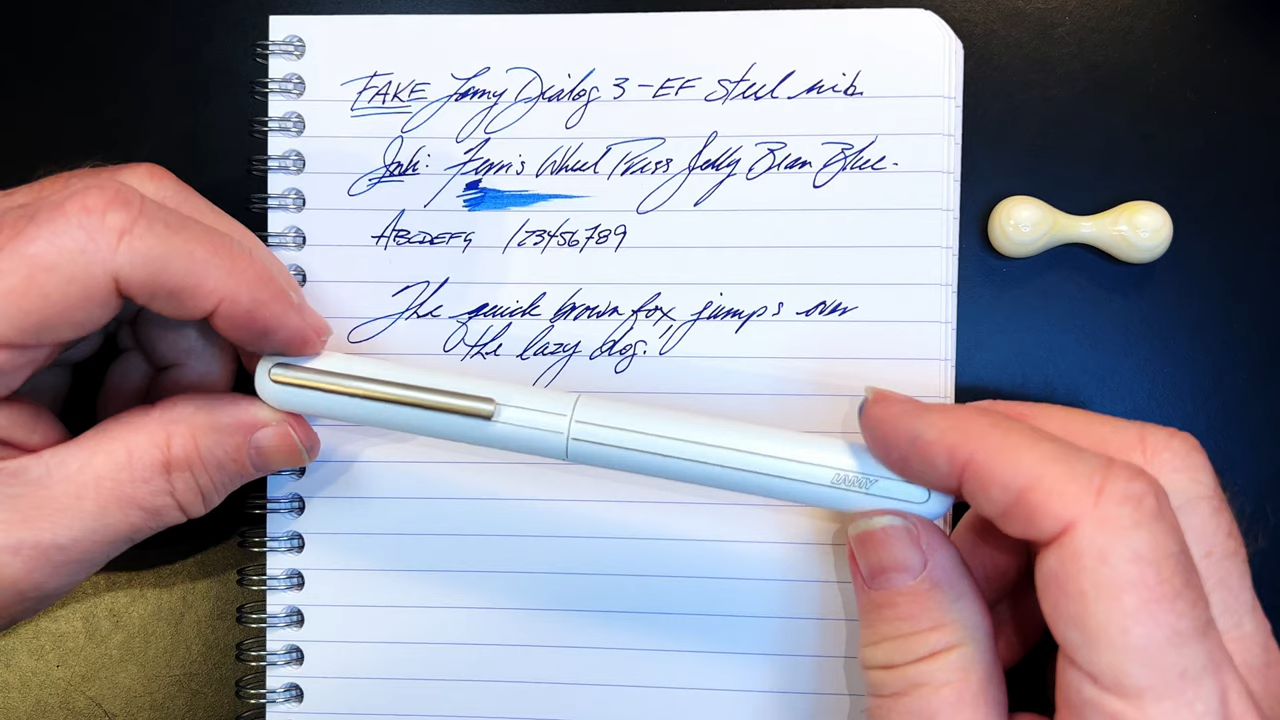 FAKE Lamy Dialog 3 - EF steel nib.
Ink: Ferris Wheel Press Jelly Bean Blue.
ABCDEFG 123456789
The quick brown fox jumps over
the lazy dog!
LAMY